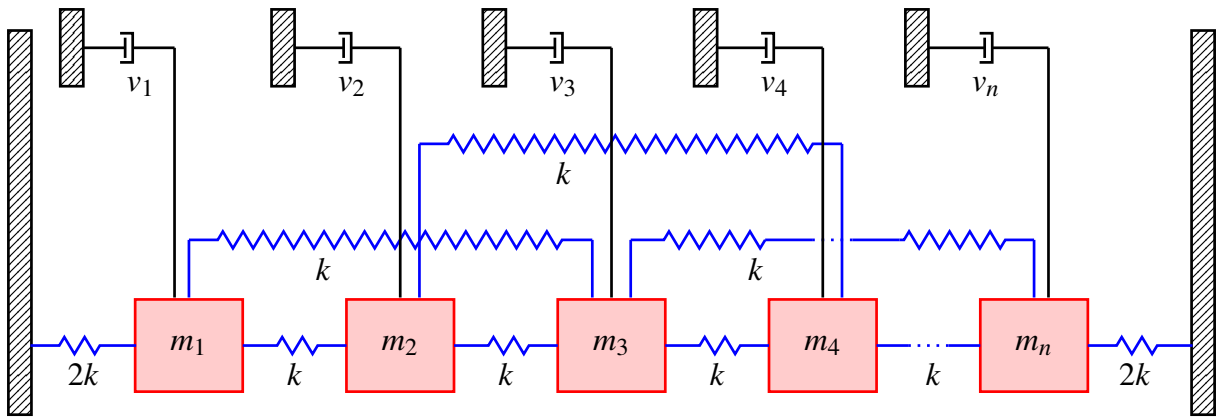 v₁ v₂ v₃ v₄ vₙ
k
k k
m₁ m₂ m₃ m₄ mₙ
2k k k k k 2k